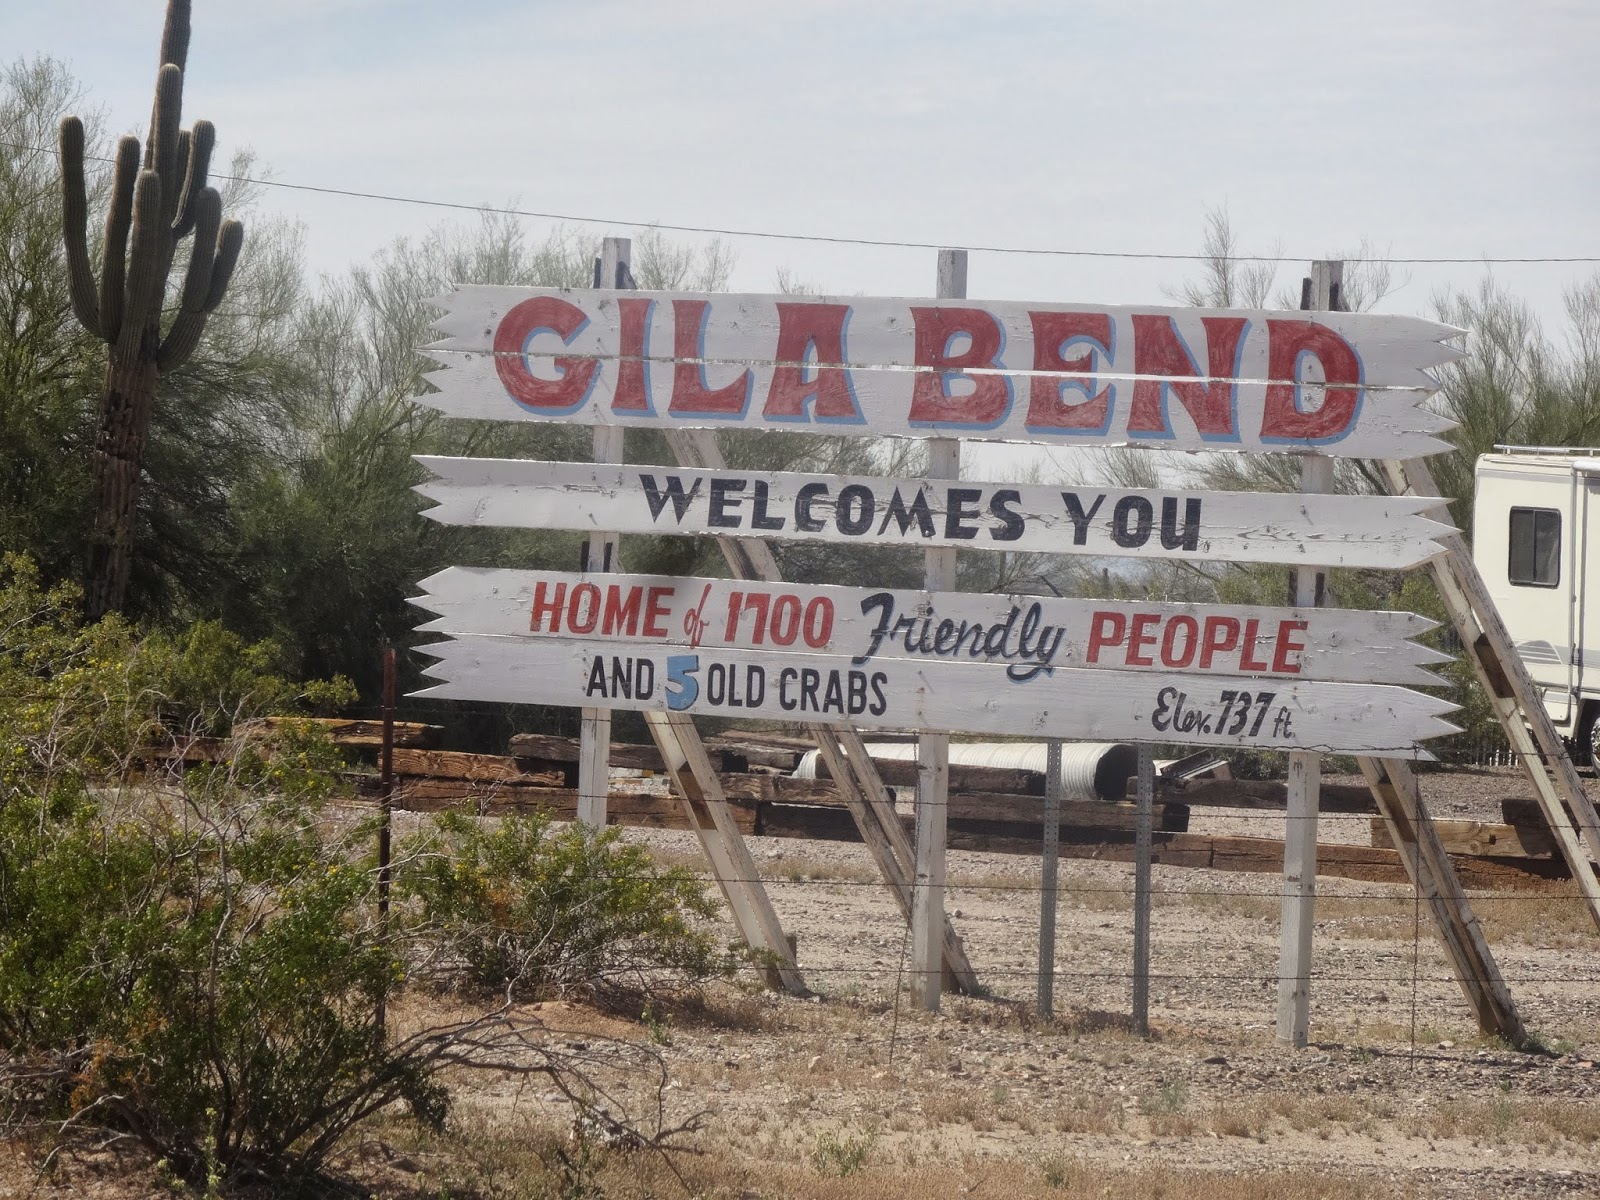 GILA BEND
WELCOMES YOU
HOME of 1700 Friendly PEOPLE
AND 5 OLD CRABS Elev. 737 ft